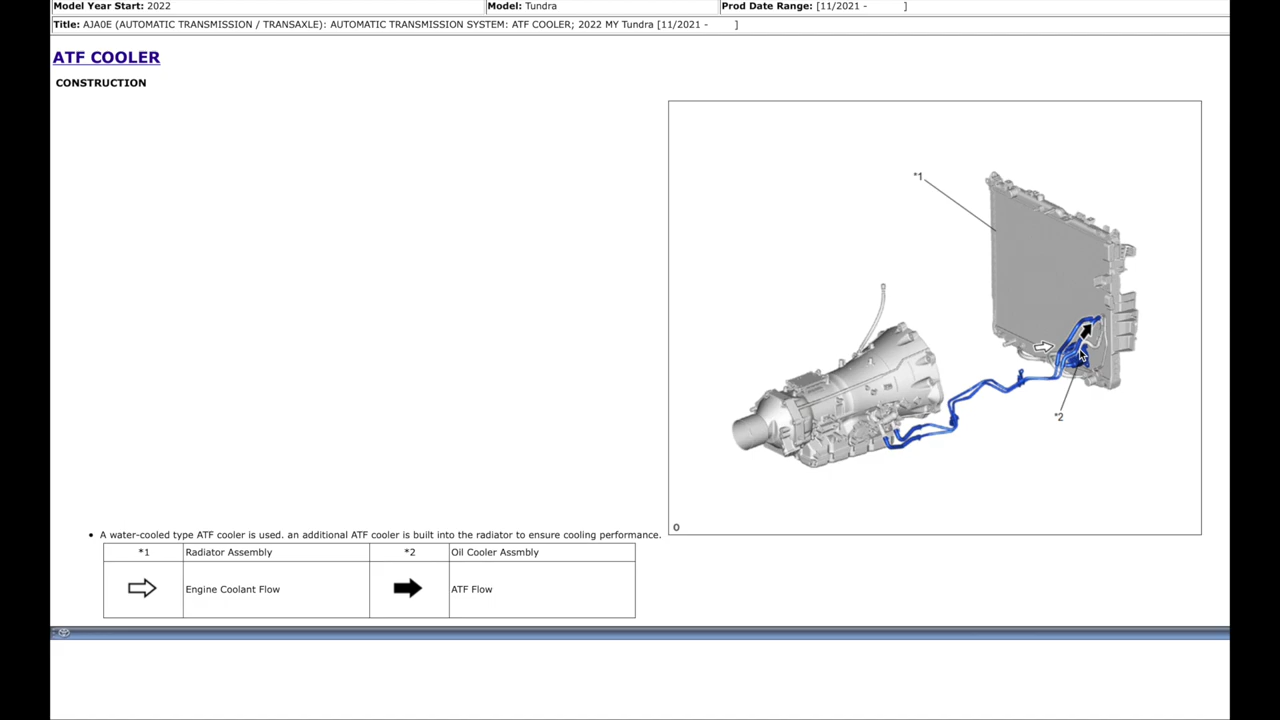 Model Year Start: 2022 Model: Tundra Prod Date Range: [11/2021 - ]
Title: AJA0E (AUTOMATIC TRANSMISSION / TRANSAXLE): AUTOMATIC TRANSMISSION SYSTEM: ATF COOLER; 2022 MY Tundra [11/2021 - ]
ATF COOLER
CONSTRUCTION
*1
*2
O
• A water-cooled type ATF cooler is used. an additional ATF cooler is built into the radiator to ensure cooling performance.
*1 Radiator Assembly *2 Oil Cooler Assmbly
Engine Coolant Flow ATF Flow